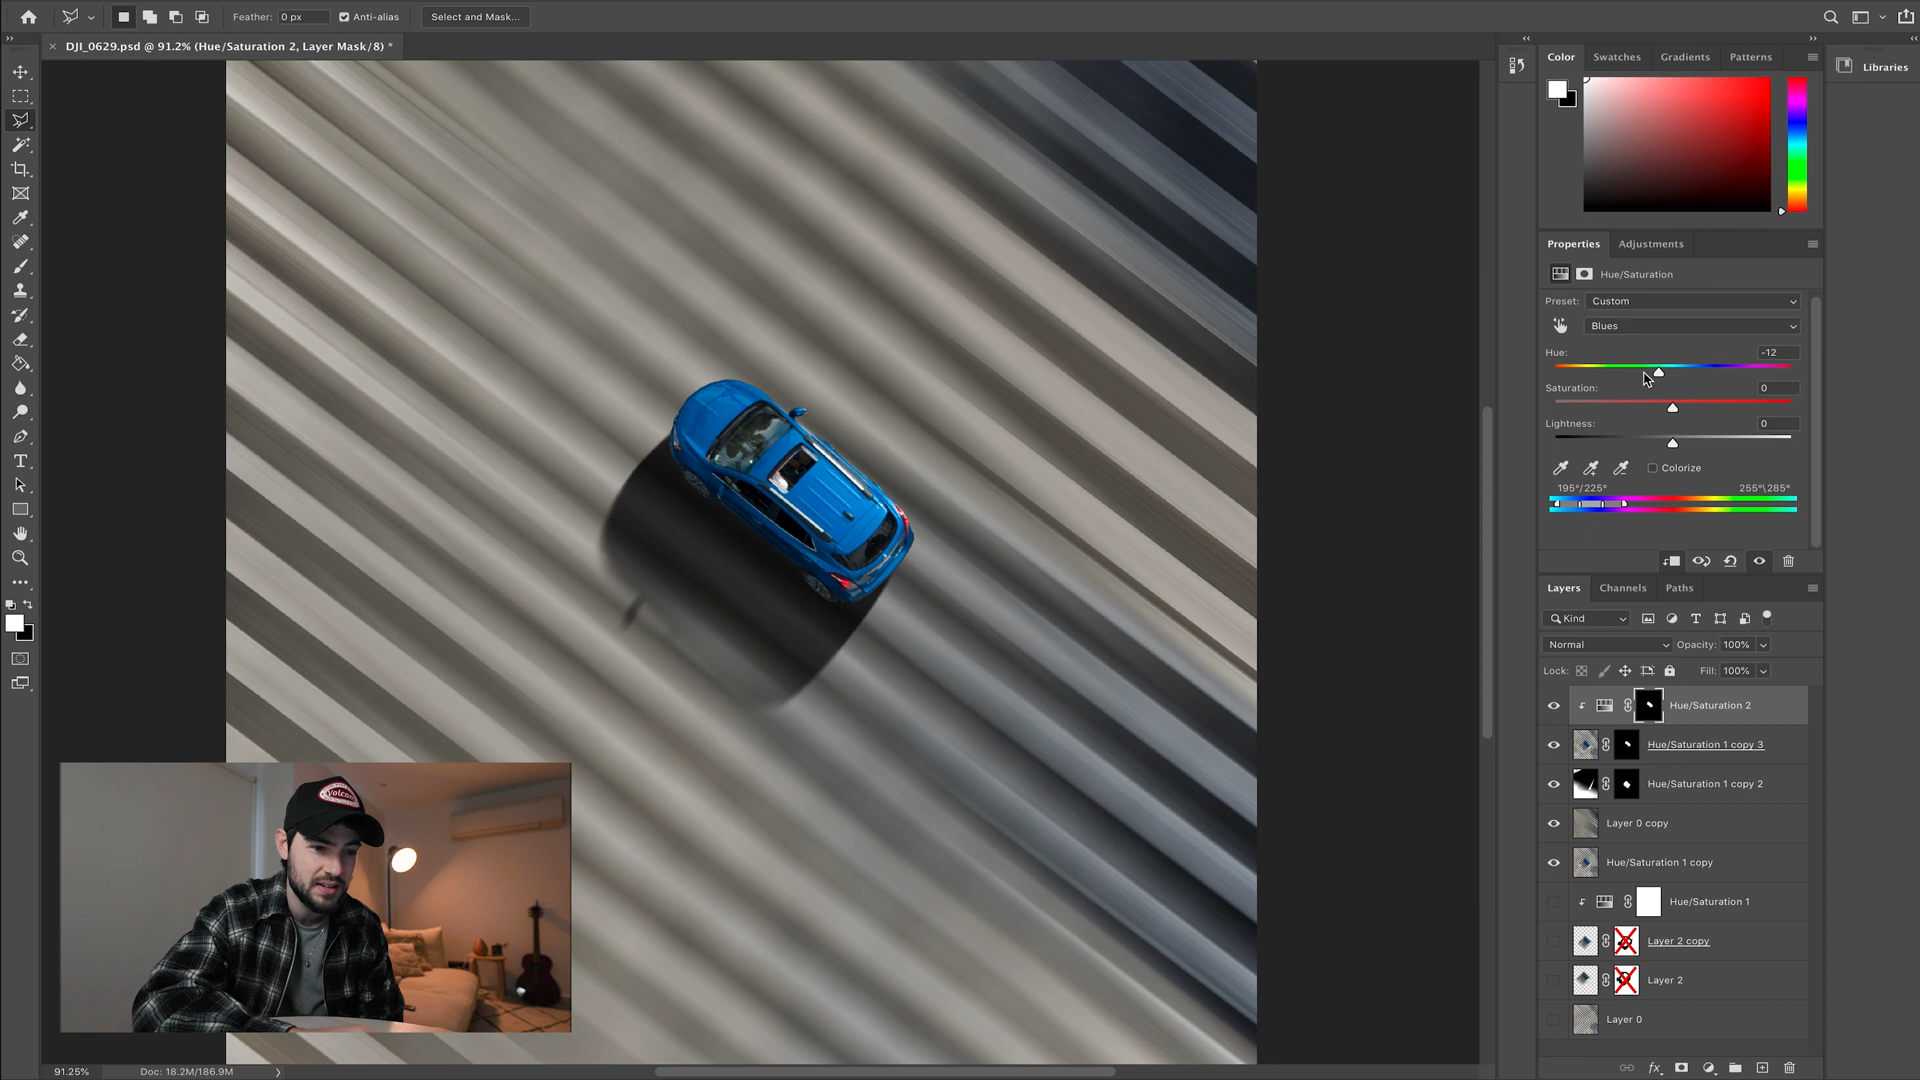 Feather: 0 px Anti-alias Select and Mask...
× DJI_0629.psd @ 91.2% (Hue/Saturation 2, Layer Mask/8) *
Color Swatches Gradients Patterns
Libraries
Properties Adjustments
Hue/Saturation
Preset: Custom
Blues
Hue: -12
Saturation: 0
Lightness: 0
Colorize
195°/225° 255°\285°
Layers Channels Paths
Kind
Normal Opacity: 100%
Lock: Fill: 100%
Hue/Saturation 2
Hue/Saturation 1 copy 3
Hue/Saturation 1 copy 2
Layer 0 copy
Hue/Saturation 1 copy
Hue/Saturation 1
Layer 2 copy
Layer 2
Layer 0
fx
Volcom
91.25% Doc: 18.2M/186.9M